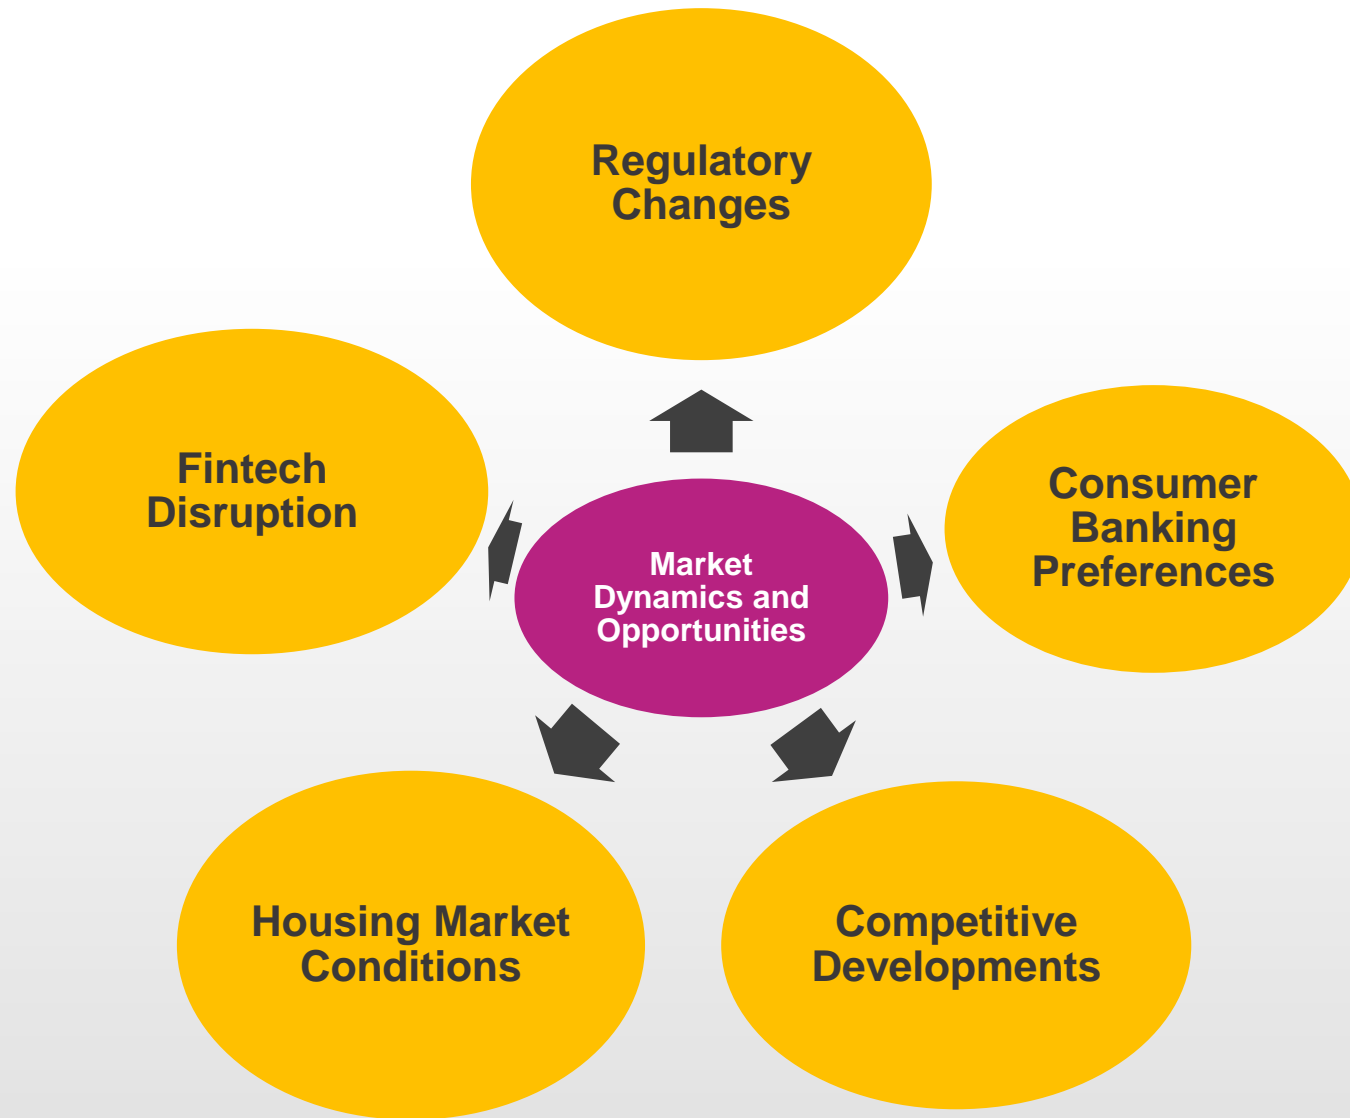 Regulatory
Changes
Fintech
Disruption
Consumer
Banking
Preferences
Market
Dynamics and
Opportunities
Housing Market
Conditions
Competitive
Developments